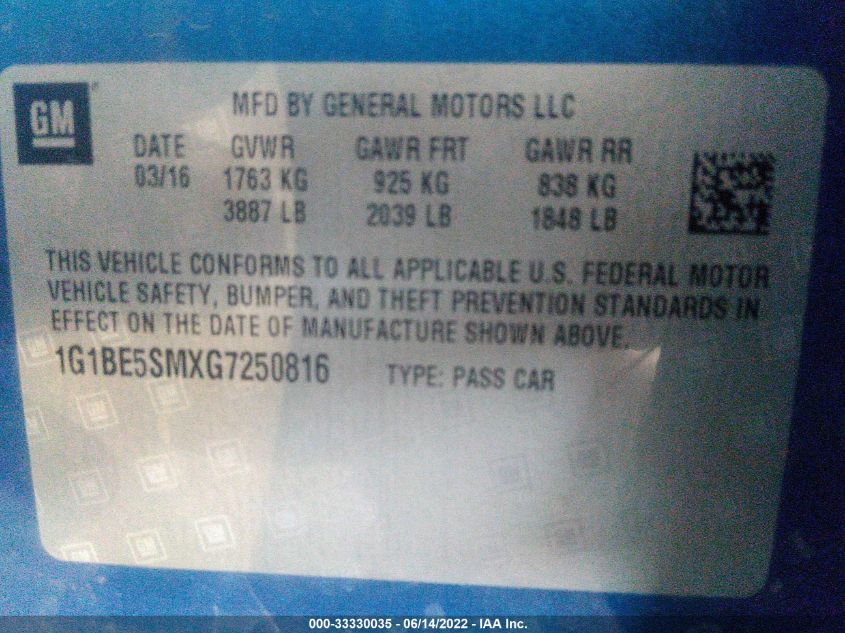 GM
MFD BY GENERAL MOTORS LLC
DATE GVWR GAWR FRT GAWR RR
03/16 1763 KG 925 KG 838 KG
3887 LB 2039 LB 1848 LB
THIS VEHICLE CONFORMS TO ALL APPLICABLE U.S. FEDERAL MOTOR
VEHICLE SAFETY, BUMPER, AND THEFT PREVENTION STANDARDS IN
EFFECT ON THE DATE OF MANUFACTURE SHOWN ABOVE.
1G1BE5SMXG7250816 TYPE: PASS CAR
000-33330035 - 06/14/2022 - IAA Inc.